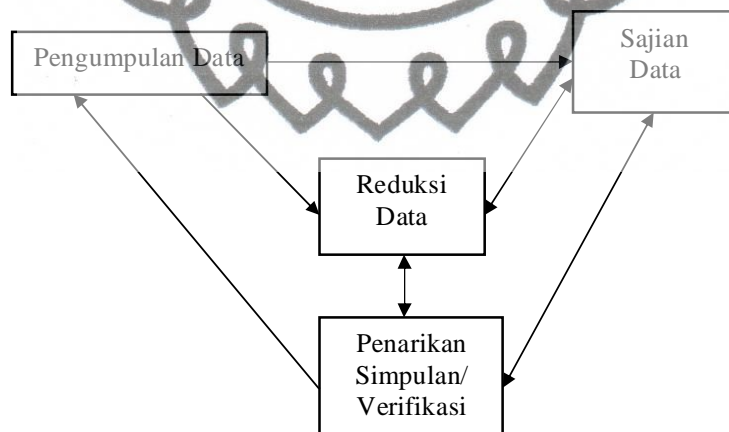 Pengumpulan Data
Sajian
Data
Reduksi
Data
Penarikan
Simpulan/
Verifikasi